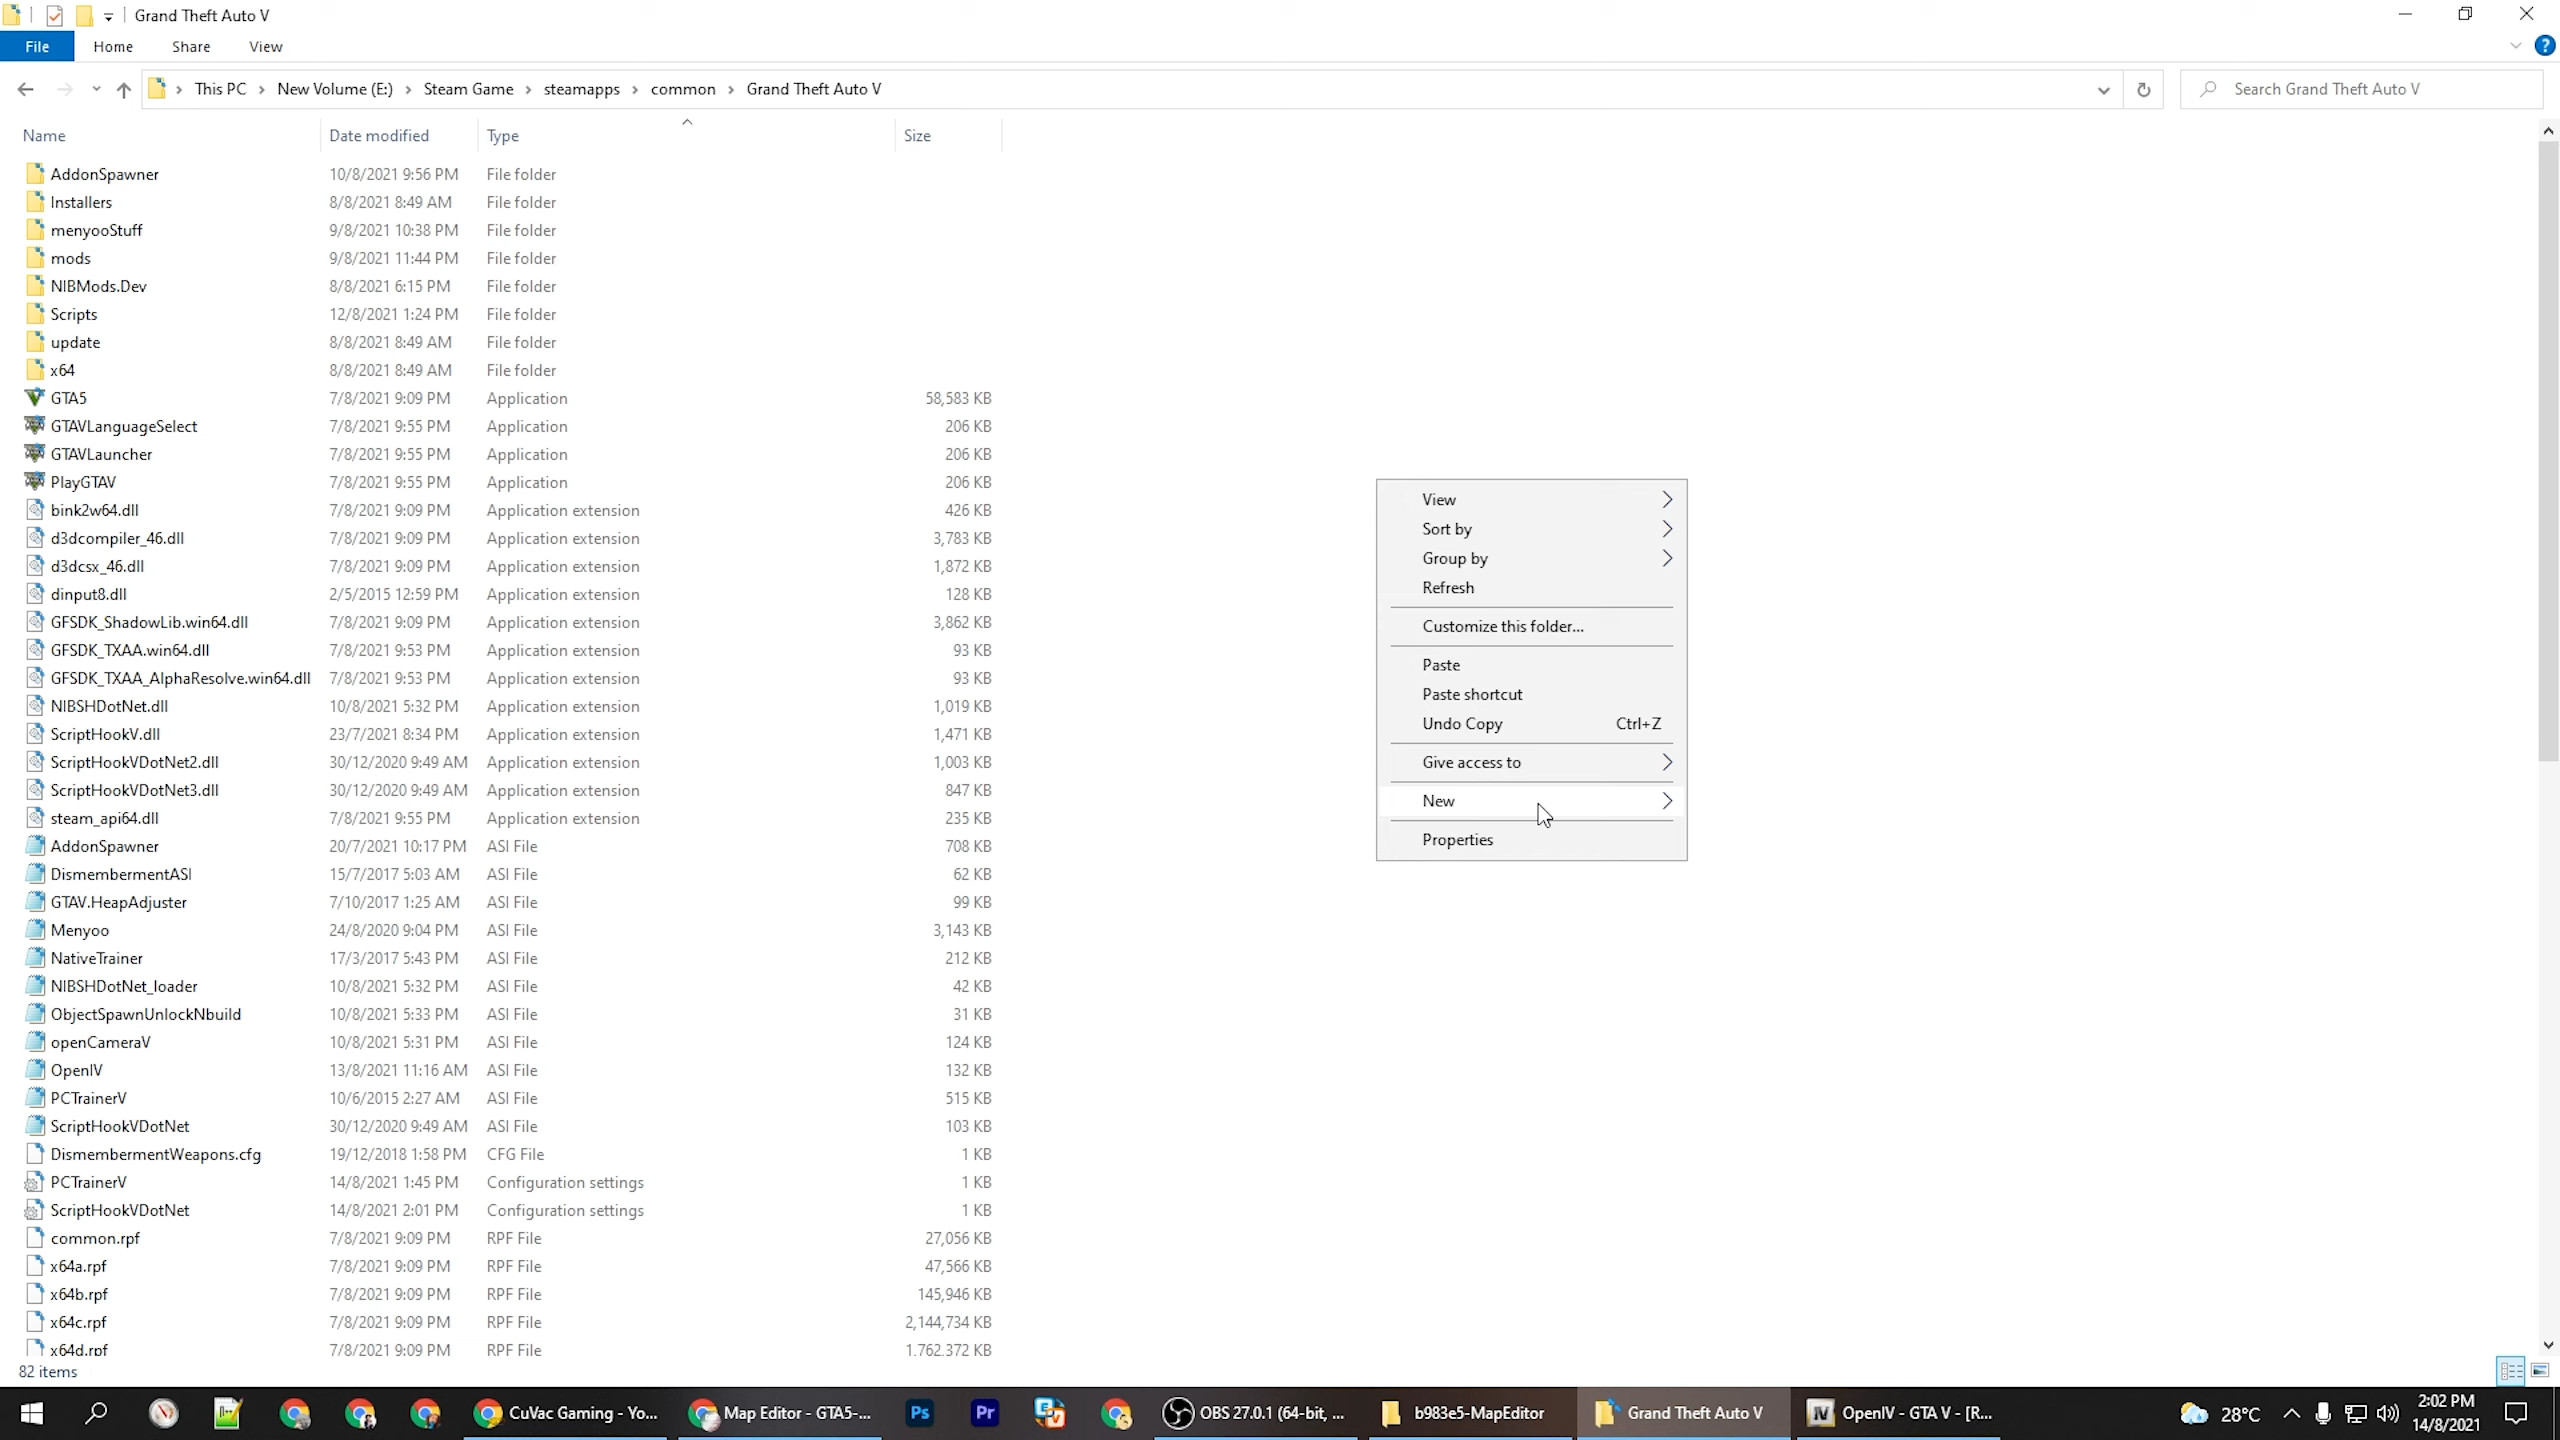 Grand Theft Auto V
File Home Share View
This PC New Volume (E:) Steam Game steamapps common Grand Theft Auto V Search Grand Theft Auto V
Name Date modified Type Size
AddonSpawner 10/8/2021 9:56 PM File folder
Installers 8/8/2021 8:49 AM File folder
menyooStuff 9/8/2021 10:38 PM File folder
mods 9/8/2021 11:44 PM File folder
NIBMods.Dev 8/8/2021 6:15 PM File folder
Scripts 12/8/2021 1:24 PM File folder
update 8/8/2021 8:49 AM File folder
x64 8/8/2021 8:49 AM File folder
GTA5 7/8/2021 9:09 PM Application 58,583 KB
GTAVLanguageSelect 7/8/2021 9:55 PM Application 206 KB
GTAVLauncher 7/8/2021 9:55 PM Application 206 KB
PlayGTAV 7/8/2021 9:55 PM Application 206 KB
bink2w64.dll 7/8/2021 9:09 PM Application extension 426 KB
d3dcompiler_46.dll 7/8/2021 9:09 PM Application extension 3,783 KB
d3dcsx_46.dll 7/8/2021 9:09 PM Application extension 1,872 KB
dinput8.dll 2/5/2015 12:59 PM Application extension 128 KB
GFSDK_ShadowLib.win64.dll 7/8/2021 9:09 PM Application extension 3,862 KB
GFSDK_TXAA.win64.dll 7/8/2021 9:53 PM Application extension 93 KB
GFSDK_TXAA_AlphaResolve.win64.dll 7/8/2021 9:53 PM Application extension 93 KB
NIBSHDotNet.dll 10/8/2021 5:32 PM Application extension 1,019 KB
ScriptHookV.dll 23/7/2021 8:34 PM Application extension 1,471 KB
ScriptHookVDotNet2.dll 30/12/2020 9:49 AM Application extension 1,003 KB
ScriptHookVDotNet3.dll 30/12/2020 9:49 AM Application extension 847 KB
steam_api64.dll 7/8/2021 9:55 PM Application extension 235 KB
AddonSpawner 20/7/2021 10:17 PM ASI File 708 KB
DismembermentASI 15/7/2017 5:03 AM ASI File 62 KB
GTAV.HeapAdjuster 7/10/2017 1:25 AM ASI File 99 KB
Menyoo 24/8/2020 9:04 PM ASI File 3,143 KB
NativeTrainer 17/3/2017 5:43 PM ASI File 212 KB
NIBSHDotNet_loader 10/8/2021 5:32 PM ASI File 42 KB
ObjectSpawnUnlockNbuild 10/8/2021 5:33 PM ASI File 31 KB
openCameraV 10/8/2021 5:31 PM ASI File 124 KB
OpenIV 13/8/2021 11:16 AM ASI File 132 KB
PCTrainerV 10/6/2015 2:27 AM ASI File 515 KB
ScriptHookVDotNet 30/12/2020 9:49 AM ASI File 103 KB
DismembermentWeapons.cfg 19/12/2018 1:58 PM CFG File 1 KB
PCTrainerV 14/8/2021 1:45 PM Configuration settings 1 KB
ScriptHookVDotNet 14/8/2021 2:01 PM Configuration settings 1 KB
common.rpf 7/8/2021 9:09 PM RPF File 27,056 KB
x64a.rpf 7/8/2021 9:09 PM RPF File 47,566 KB
x64b.rpf 7/8/2021 9:09 PM RPF File 145,946 KB
x64c.rpf 7/8/2021 9:09 PM RPF File 2,144,734 KB
x64d.rpf 7/8/2021 9:09 PM RPF File 1,762,372 KB
View
Sort by
Group by
Refresh
Customize this folder...
Paste
Paste shortcut
Undo Copy Ctrl+Z
Give access to
New
Properties
82 items
CuVac Gaming - Yo... Map Editor - GTA5-... Ps Pr OBS 27.0.1 (64-bit, ... b983e5-MapEditor Grand Theft Auto V IV OpenIV - GTA V - [R... 28°C 2:02 PM
14/8/2021